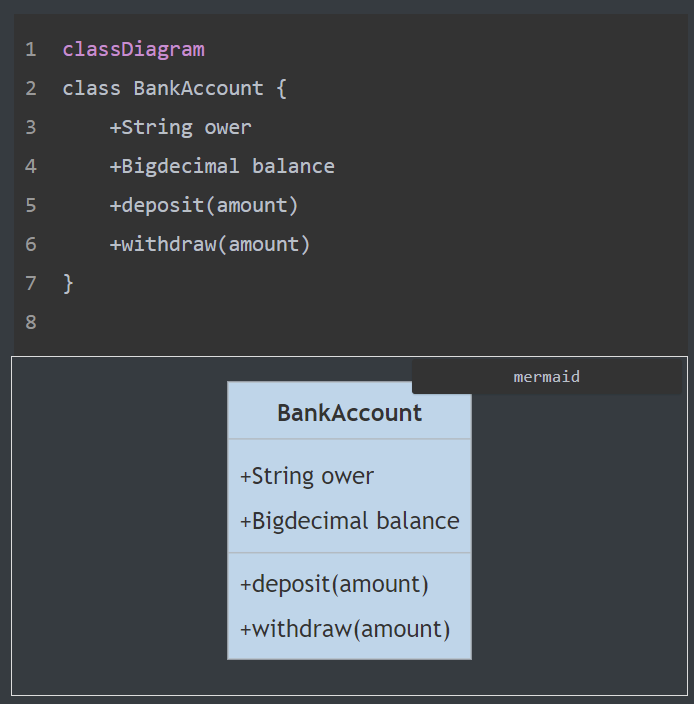 1 classDiagram
2 class BankAccount {
3     +String ower
4     +Bigdecimal balance
5     +deposit(amount)
6     +withdraw(amount)
7 }
8
mermaid
BankAccount
+String ower
+Bigdecimal balance
+deposit(amount)
+withdraw(amount)